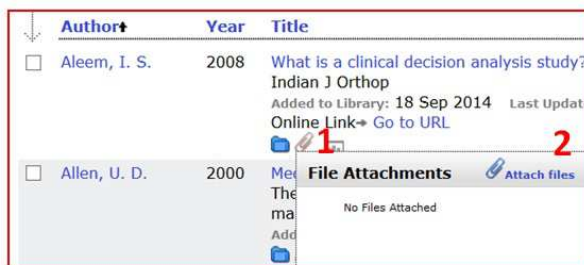 Author Year Title
Aleem, I. S. 2008 What is a clinical decision analysis study?
Indian J Orthop
Added to Library: 18 Sep 2014 Last Updat
Online Link→ Go to URL
1
2
Allen, U. D. 2000 Me
The
ma
Add
File Attachments Attach files
No Files Attached